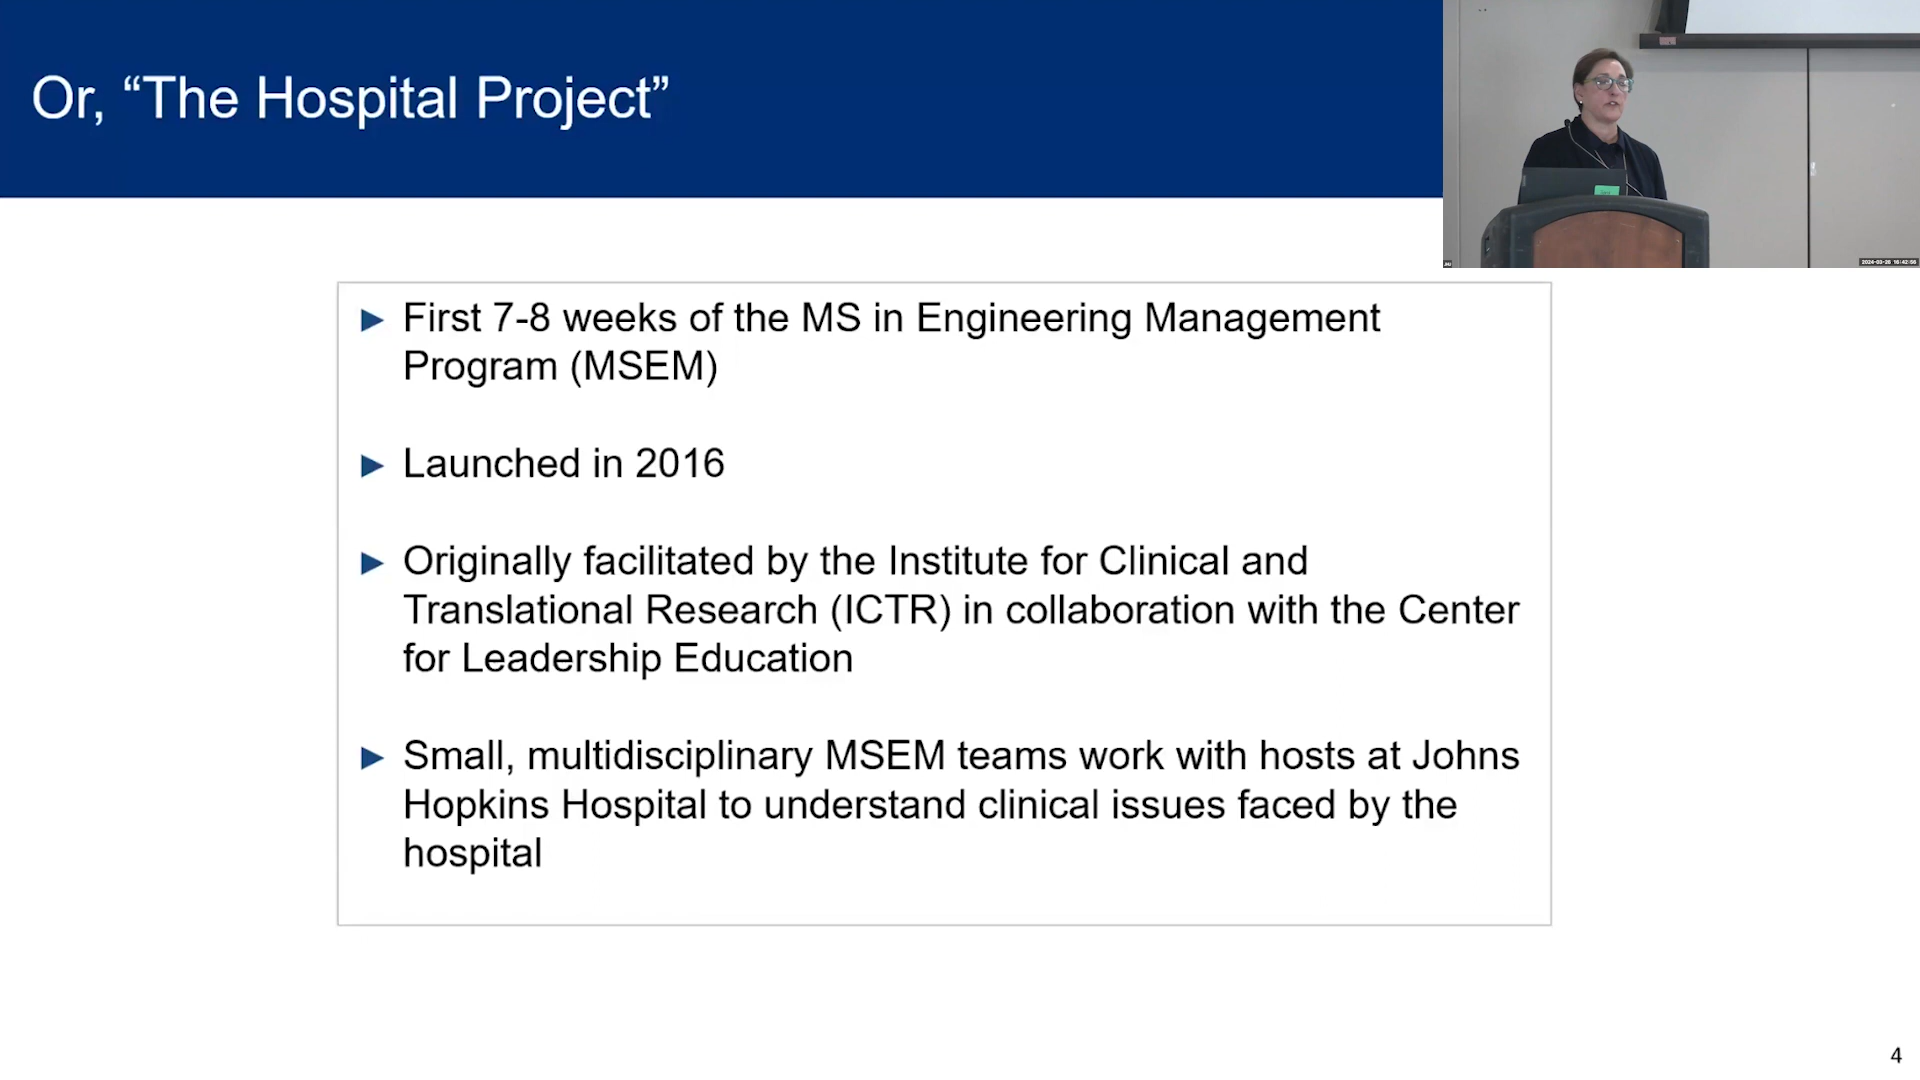 Or, “The Hospital Project”
► First 7-8 weeks of the MS in Engineering Management
Program (MSEM)
► Launched in 2016
► Originally facilitated by the Institute for Clinical and
Translational Research (ICTR) in collaboration with the Center
for Leadership Education
► Small, multidisciplinary MSEM teams work with hosts at Johns
Hopkins Hospital to understand clinical issues faced by the
hospital
4